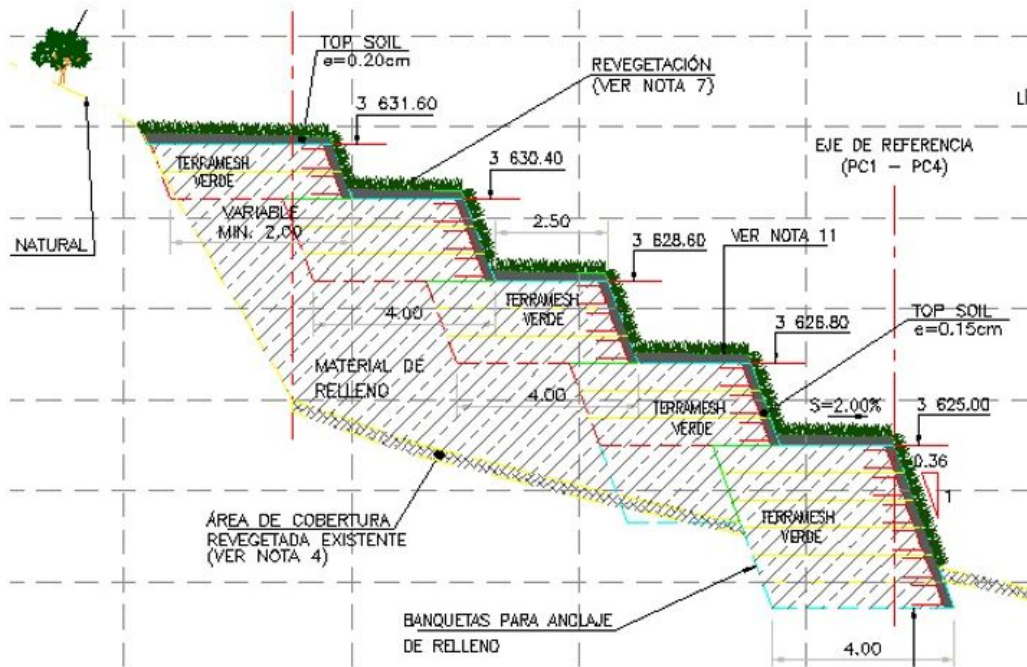 TOP SOIL
e=0.20cm
REVEGETACIÓN
(VER NOTA 7)
3 631.60
EJE DE REFERENCIA
(PC1 - PC4)
TERRAMESH
VERDE
3 630.40
VARIABLE
MIN. 2.00
NATURAL
2.50
3 628.60
VER NOTA 11
TERRAMESH
VERDE
4.00
TOP SOIL
e=0.15cm
3 626.80
MATERIAL DE
RELLENO
4.00
TERRAMESH
VERDE
S=2.00%
3 625.00
0.36
1
ÁREA DE COBERTURA
REVEGETADA EXISTENTE
(VER NOTA 4)
TERRAMESH
VERDE
BANQUETAS PARA ANCLAJE
DE RELLENO
4.00